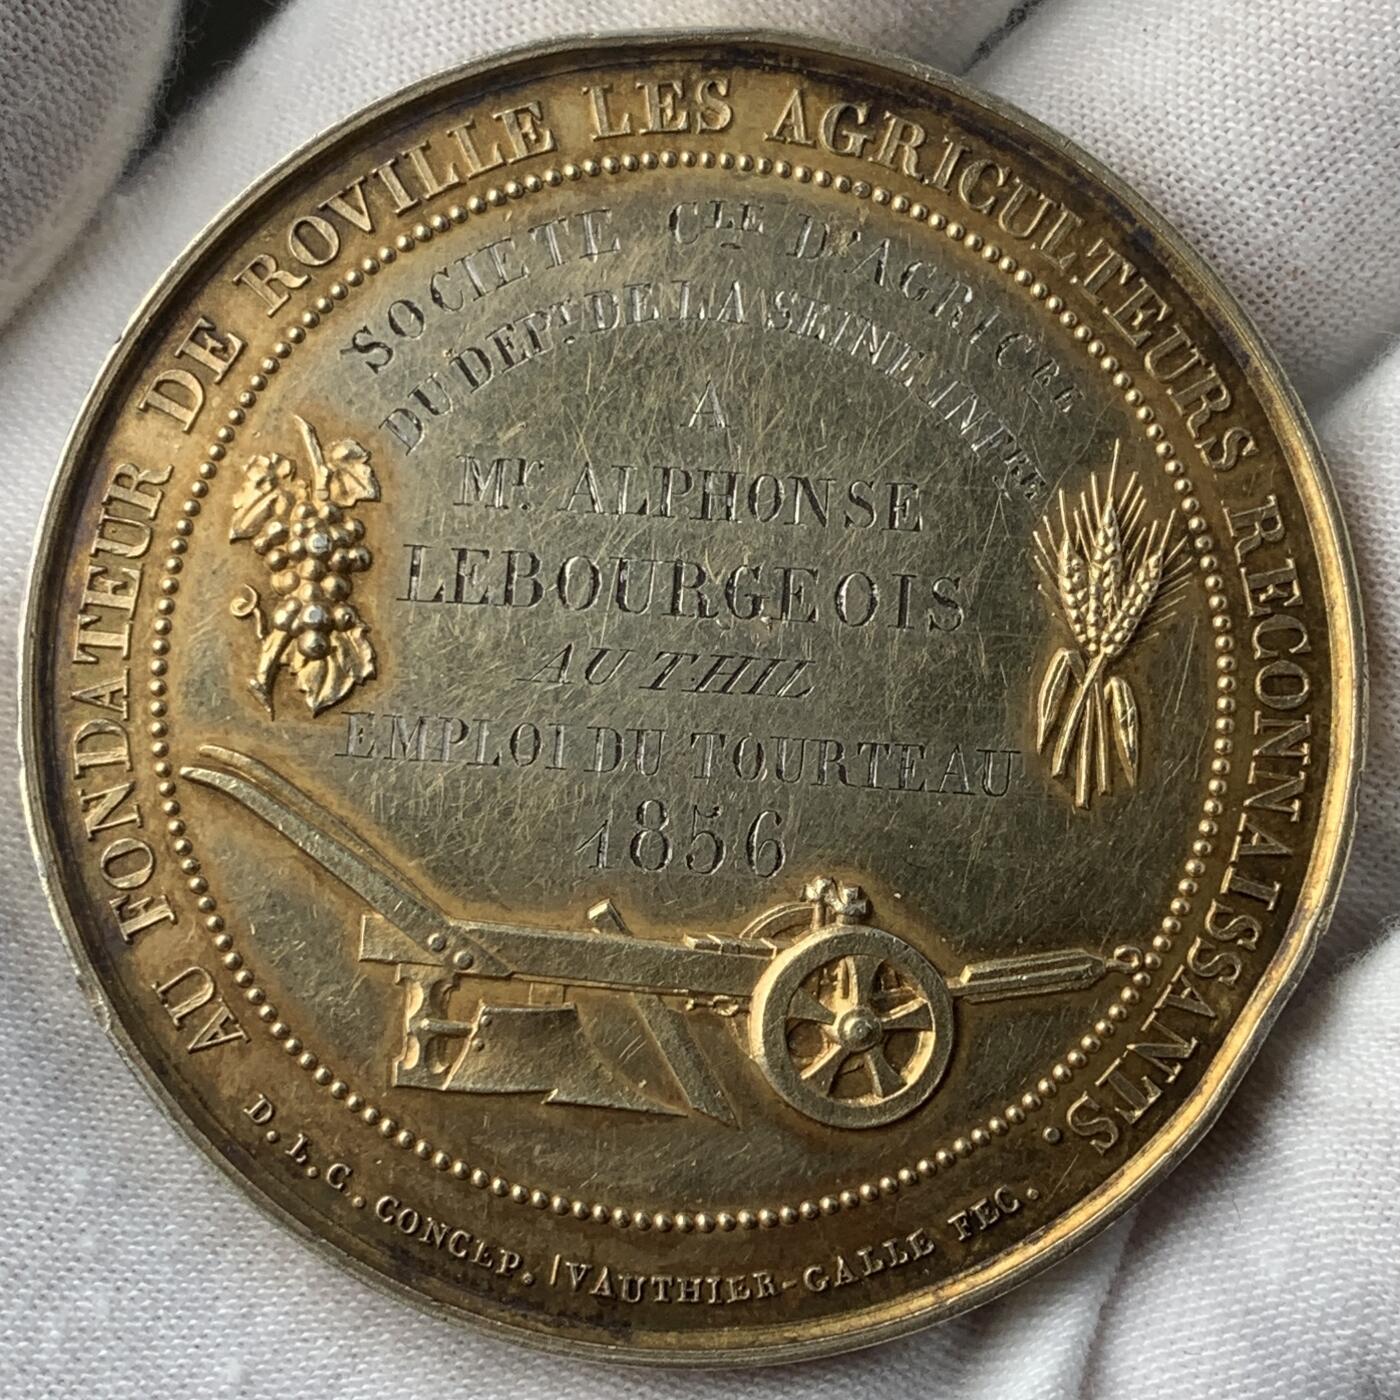 AU FONDATEUR DE ROVILLE LES AGRICULTEURS RECONNAISSANTS.
SOCIETE Cle D'AGRICRE
DU DEPt DE LA SEINE INFRE
A
Mr. ALPHONSE
LEBOURGEOIS
AU THIL
EMPLOI DU TOURTEAU
1856
D. L. C. CONCEP. VAUTHIER-GALLE FEC.